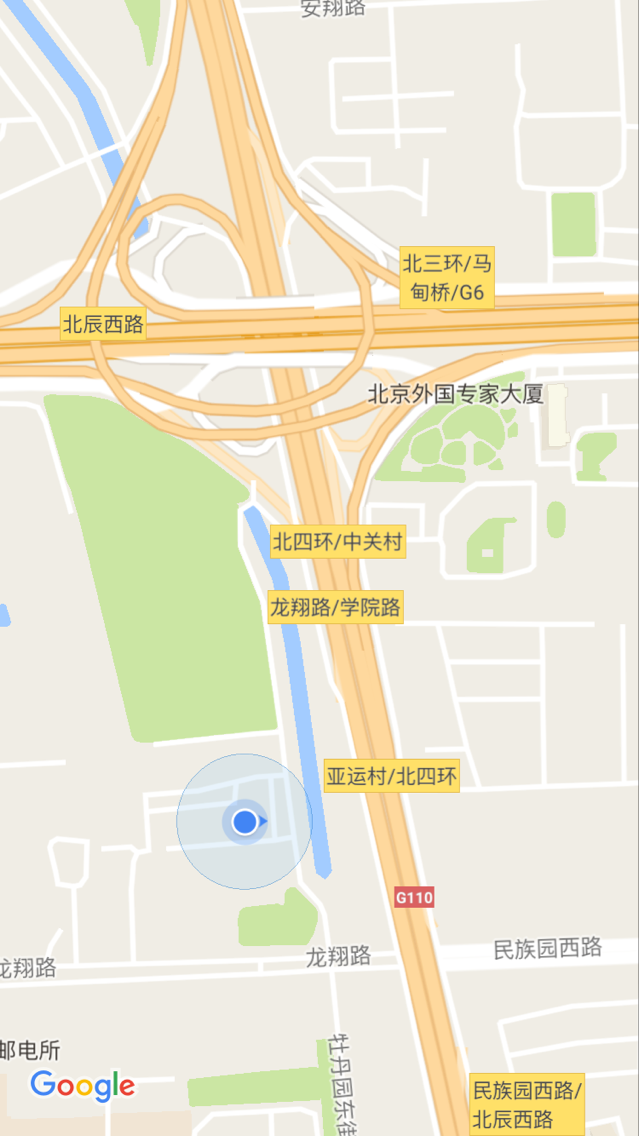 安翔路
北三环/马
甸桥/G6
北辰西路
北京外国专家大厦
北四环/中关村
龙翔路/学院路
亚运村/北四环
G110
民族园西路
龙翔路
龙翔路
邮电所
牡丹园东街
Google
民族园西路/
北辰西路